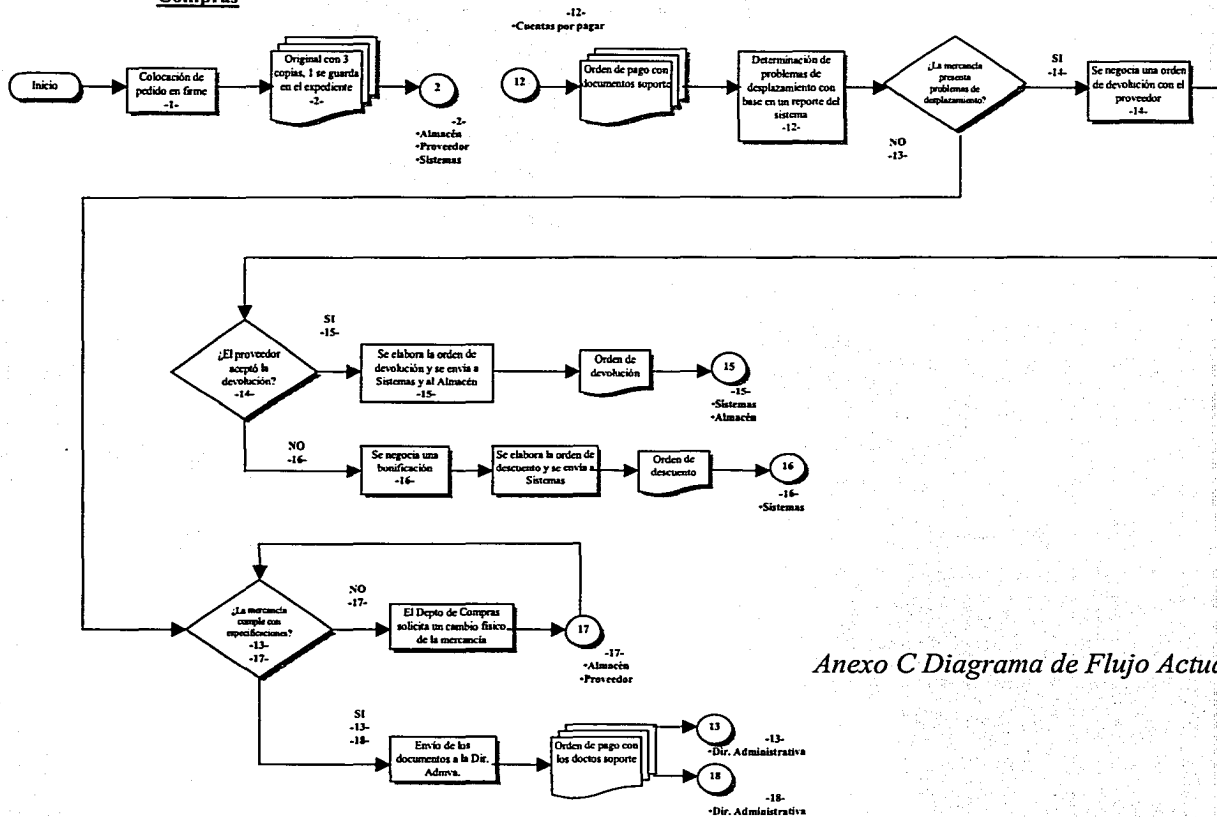 Compras
Inicio
Colocación de
pedido en firme
-1-
Original con 3
copias, 1 se guarda
en el expediente
-2-
2
-2-
•Almacén
•Proveedor
•Sistemas
-12-
•Cuentas por pagar
12
Orden de pago con
documentos soporte
Determinación de
problemas de
desplazamiento con
base en un reporte del
sistema
-12-
¿La mercancía
presenta
problemas de
desplazamiento?
SI
-14-
Se negocia una orden
de devolución con el
proveedor
-14-
NO
-13-
¿El proveedor
aceptó la
devolución?
-14-
SI
-15-
Se elabora la orden de
devolución y se envía a
Sistemas y al Almacén
-15-
Orden de
devolución
15
-15-
•Sistemas
•Almacén
NO
-16-
Se negocia una
bonificación
-16-
Se elabora la orden de
descuento y se envía a
Sistemas
Orden de
descuento
16
-16-
•Sistemas
¿La mercancía
cumple con
especificaciones?
-13-
-17-
NO
-17-
El Depto de Compras
solicita un cambio físico
de la mercancía
17
-17-
•Almacén
•Proveedor
Anexo C Diagrama de Flujo Actua
SI
-13-
-18-
Envío de los
documentos a la Dir.
Admva.
Orden de pago con
los doctos soporte
13
-13-
•Dir. Administrativa
18
-18-
•Dir. Administrativa